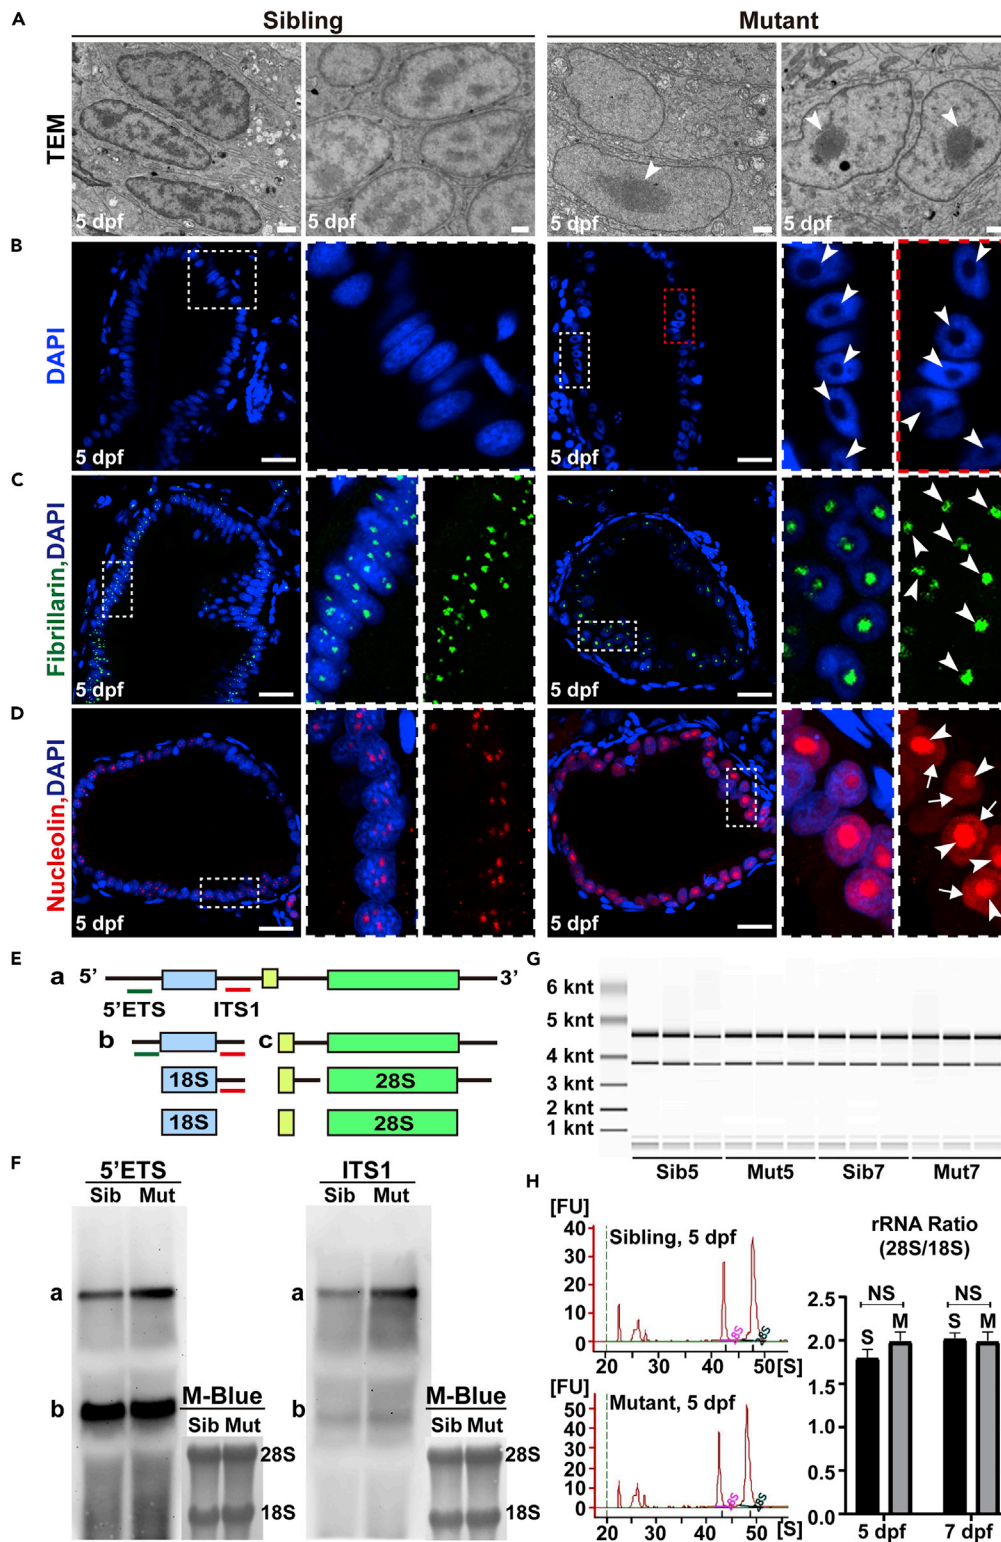 A
Sibling
Mutant
TEM
5 dpf
5 dpf
5 dpf
5 dpf
B
DAPI
5 dpf
5 dpf
C
Fibrillarin,DAPI
5 dpf
5 dpf
D
Nucleolin,DAPI
5 dpf
5 dpf
E
a
5’
3’
5’ETS
ITS1
b
c
18S
28S
18S
28S
F
5’ETS
ITS1
Sib Mut
Sib Mut
a
a
b
b
M-Blue
M-Blue
Sib Mut
Sib Mut
28S
28S
18S
18S
G
6 knt
5 knt
4 knt
3 knt
2 knt
1 knt
Sib5
Mut5
Sib7
Mut7
H
[FU]
40
30
20
10
0
Sibling, 5 dpf
18S
28S
20 30 40 50 [S]
[FU]
50
40
30
20
10
0
Mutant, 5 dpf
18S
28S
20 30 40 50 [S]
rRNA Ratio
(28S/18S)
2.5
2.0
1.5
1.0
0.5
0.0
NS
NS
S M
S M
5 dpf
7 dpf